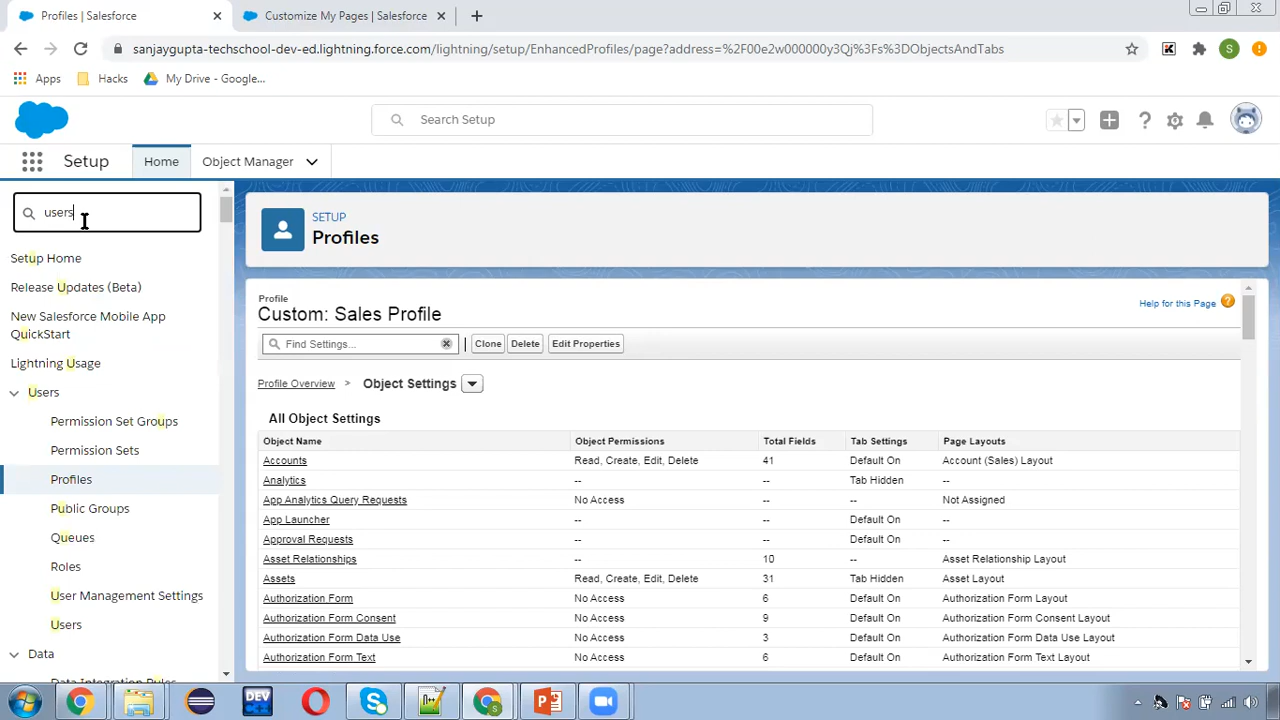 Profiles | Salesforce
Customize My Pages | Salesforce
sanjaygupta-techschool-dev-ed.lightning.force.com/lightning/setup/EnhancedProfiles/page?address=%2F00e2w000000y3Qj%3Fs%3DObjectsAndTabs
S
Apps
Hacks
My Drive - Google...
Search Setup
Setup
Home
Object Manager
users
Setup Home
Release Updates (Beta)
New Salesforce Mobile App
QuickStart
Lightning Usage
Users
Permission Set Groups
Permission Sets
Profiles
Public Groups
Queues
Roles
User Management Settings
Users
Data
SETUP
Profiles
Profile
Custom: Sales Profile
Help for this Page
Find Settings...
Clone
Delete
Edit Properties
Profile Overview > Object Settings
All Object Settings
Object Name Object Permissions Total Fields Tab Settings Page Layouts
Accounts Read, Create, Edit, Delete 41 Default On Account (Sales) Layout
Analytics -- -- Tab Hidden --
App Analytics Query Requests No Access -- -- Not Assigned
App Launcher -- -- Default On --
Approval Requests -- -- Default On --
Asset Relationships -- 10 -- Asset Relationship Layout
Assets Read, Create, Edit, Delete 31 Tab Hidden Asset Layout
Authorization Form No Access 6 Default On Authorization Form Layout
Authorization Form Consent No Access 9 Default On Authorization Form Consent Layout
Authorization Form Data Use No Access 3 Default On Authorization Form Data Use Layout
Authorization Form Text No Access 6 Default On Authorization Form Text Layout
DEV
C++